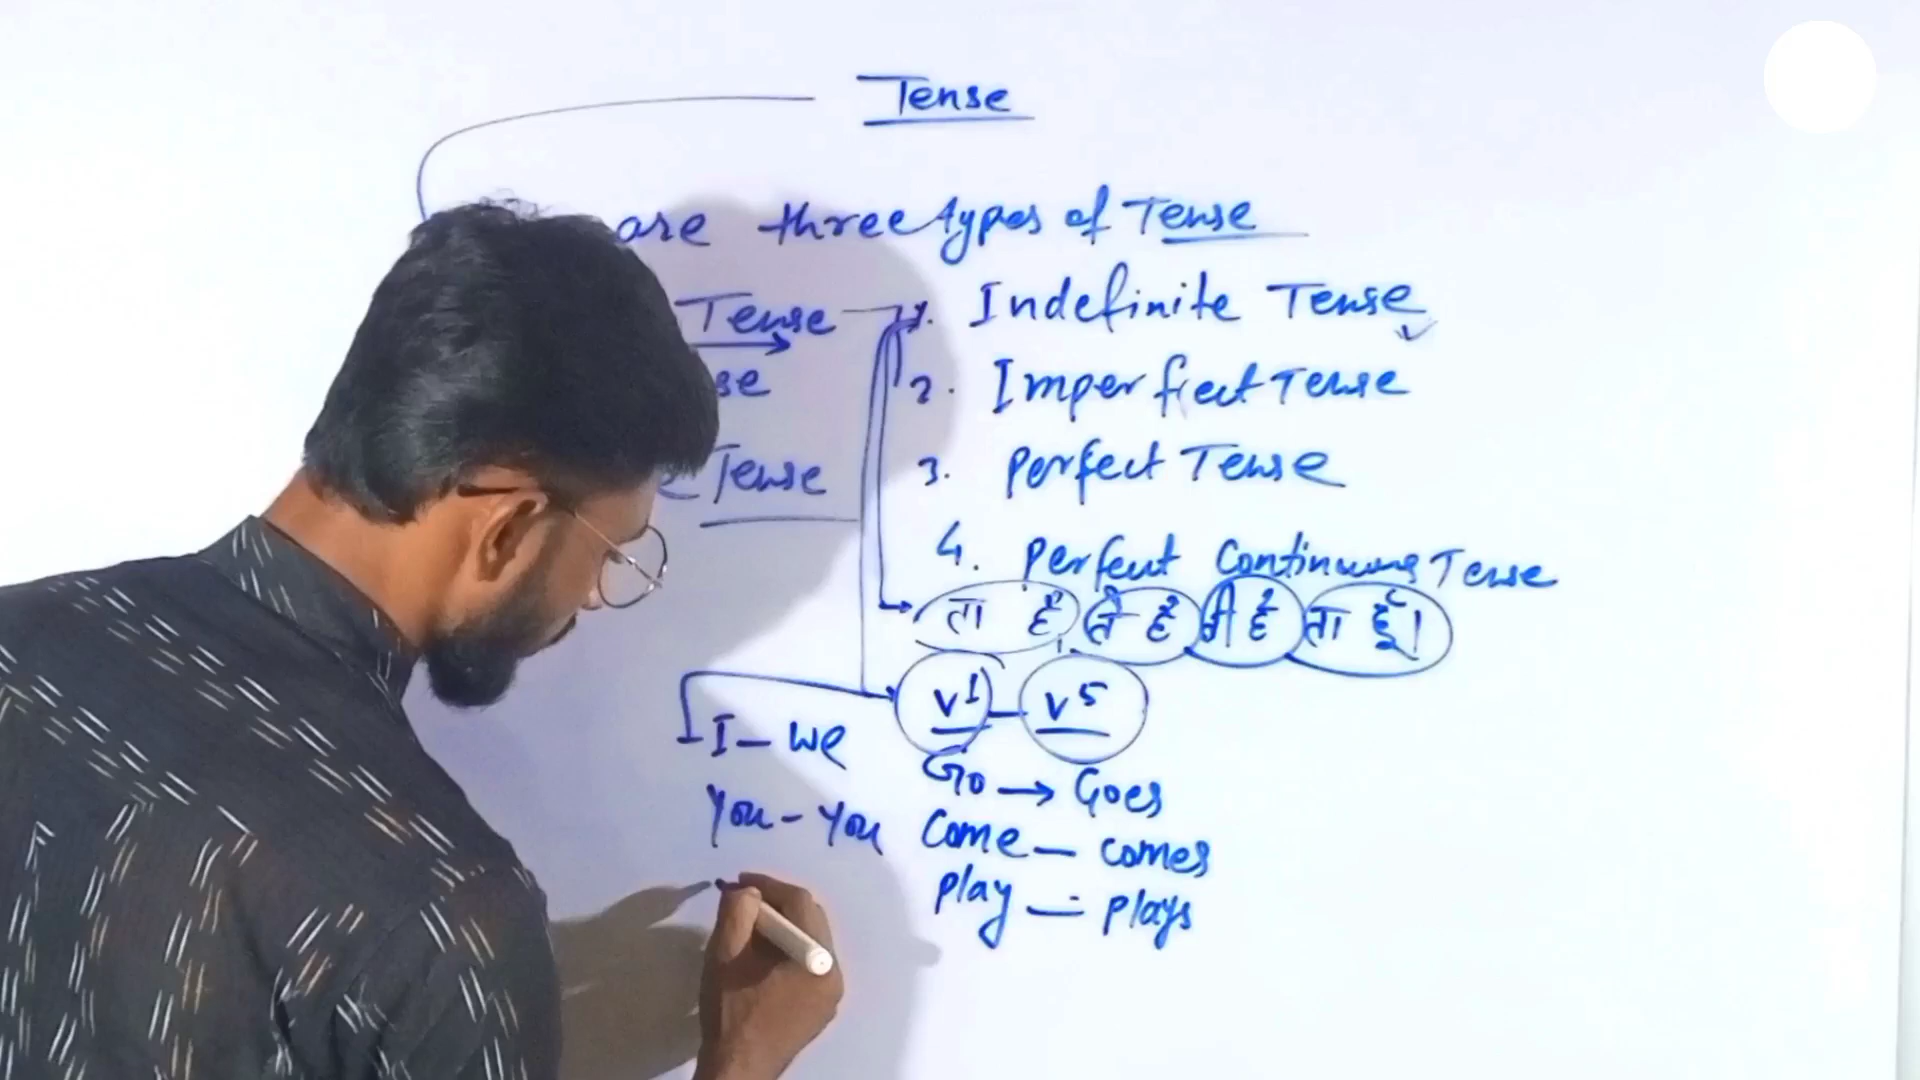 Tense
are three types of Tense
Tense 1. Indefinite Tense
se 2. Imperfect Tense
Tense 3. Perfect Tense
4. Perfect Continuous Tense
ता है ते है ती है ता हूँ।
V1 - V5
I - We Go → Goes
You - You Come - comes
Play - plays